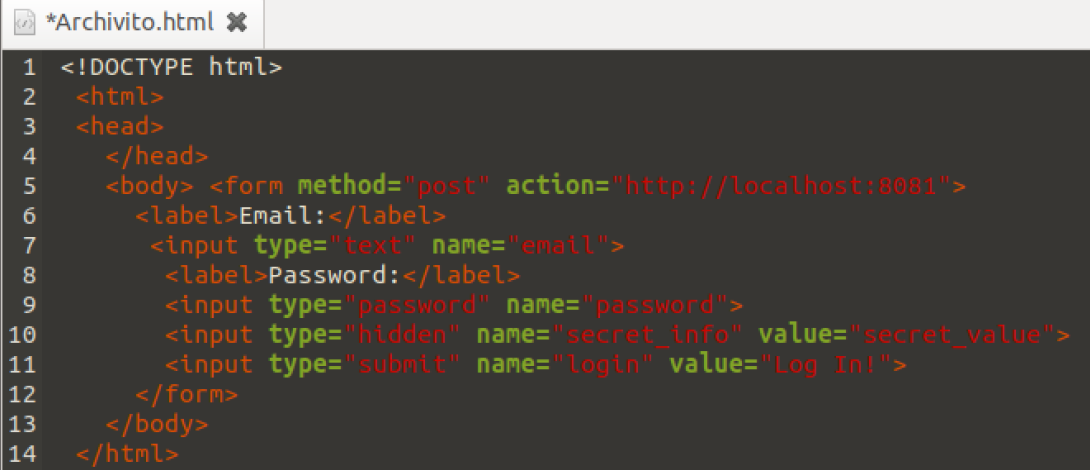 *Archivito.html ✖
1 <!DOCTYPE html>
2 <html>
3 <head>
4 </head>
5 <body> <form method="post" action="http://localhost:8081">
6 <label>Email:</label>
7 <input type="text" name="email">
8 <label>Password:</label>
9 <input type="password" name="password">
10 <input type="hidden" name="secret_info" value="secret_value">
11 <input type="submit" name="login" value="Log In!">
12 </form>
13 </body>
14 </html>